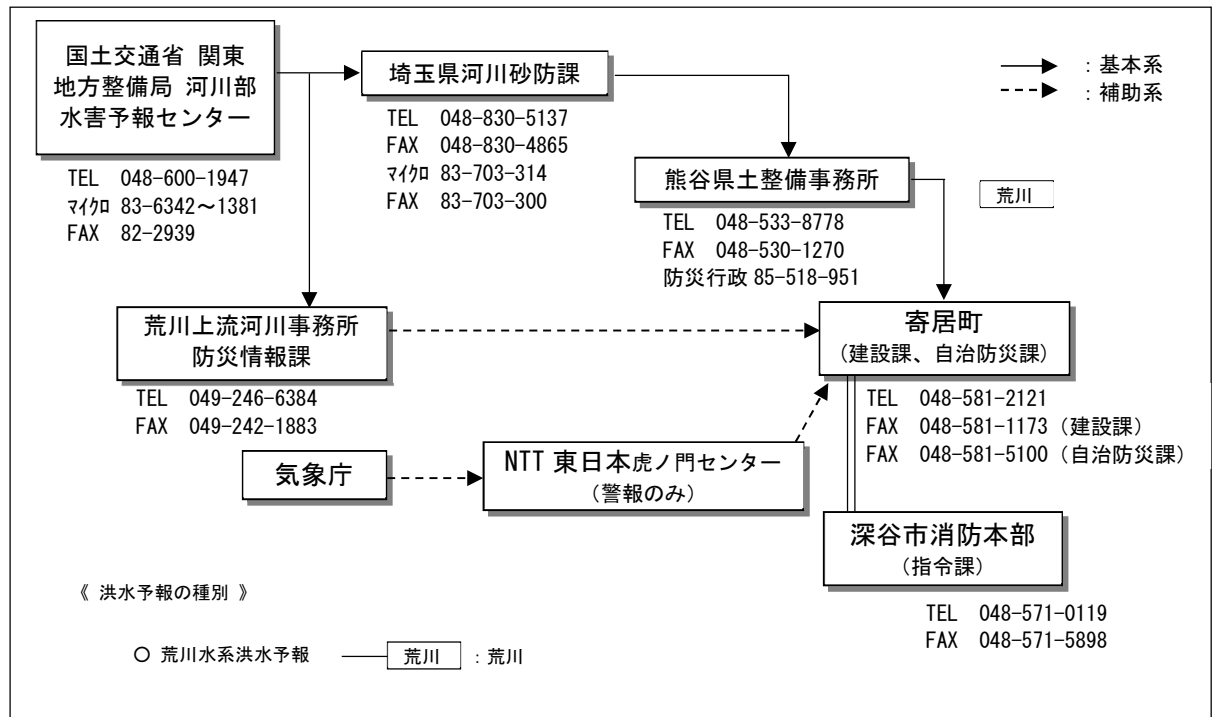 国土交通省 関東
地方整備局 河川部
水害予報センター
TEL 048-600-1947
ﾏｲｸﾛ 83-6342～1381
FAX 82-2939
埼玉県河川砂防課
TEL 048-830-5137
FAX 048-830-4865
ﾏｲｸﾛ 83-703-314
FAX 83-703-300
：基本系
：補助系
熊谷県土整備事務所
TEL 048-533-8778
FAX 048-530-1270
防災行政 85-518-951
荒川
荒川上流河川事務所
防災情報課
TEL 049-246-6384
FAX 049-242-1883
寄居町
（建設課、自治防災課）
TEL 048-581-2121
FAX 048-581-1173（建設課）
FAX 048-581-5100（自治防災課）
気象庁
NTT 東日本虎ノ門センター
（警報のみ）
深谷市消防本部
（指令課）
TEL 048-571-0119
FAX 048-571-5898
《 洪水予報の種別 》
○ 荒川水系洪水予報 荒川 ：荒川